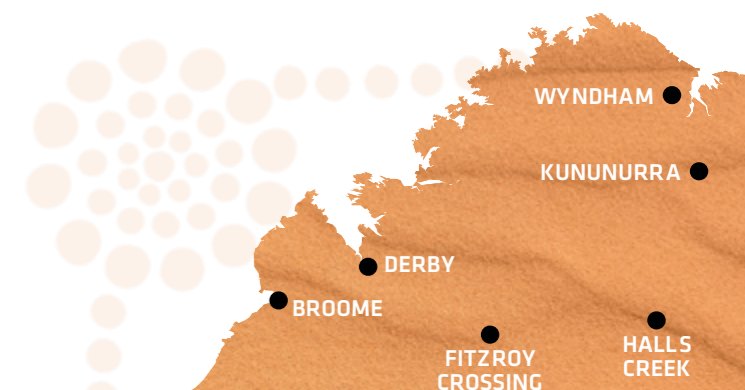 WYNDHAM
KUNUNURRA
DERBY
BROOME
FITZROY
CROSSING
HALLS
CREEK